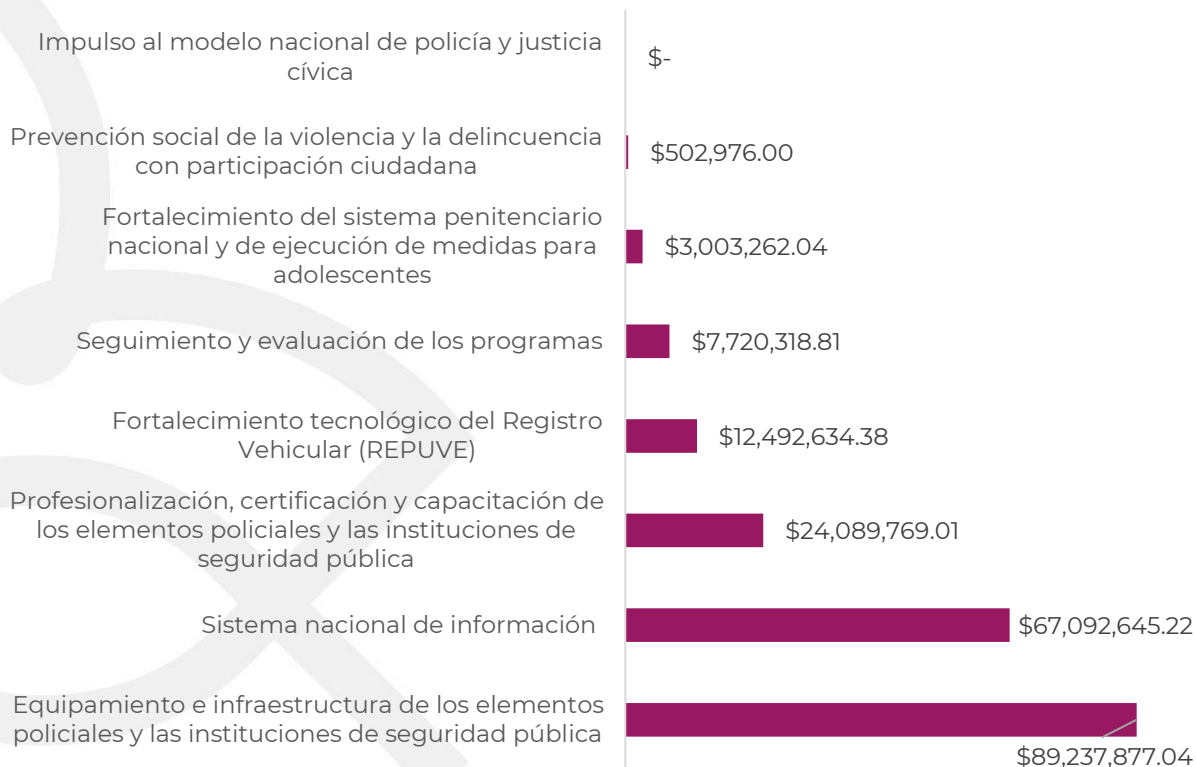 Impulso al modelo nacional de policía y justicia
cívica
$-
Prevención social de la violencia y la delincuencia
con participación ciudadana
$502,976.00
Fortalecimiento del sistema penitenciario
nacional y de ejecución de medidas para
adolescentes
$3,003,262.04
Seguimiento y evaluación de los programas
$7,720,318.81
Fortalecimiento tecnológico del Registro
Vehicular (REPUVE)
$12,492,634.38
Profesionalización, certificación y capacitación de
los elementos policiales y las instituciones de
seguridad pública
$24,089,769.01
Sistema nacional de información
$67,092,645.22
Equipamiento e infraestructura de los elementos
policiales y las instituciones de seguridad pública
$89,237,877.04